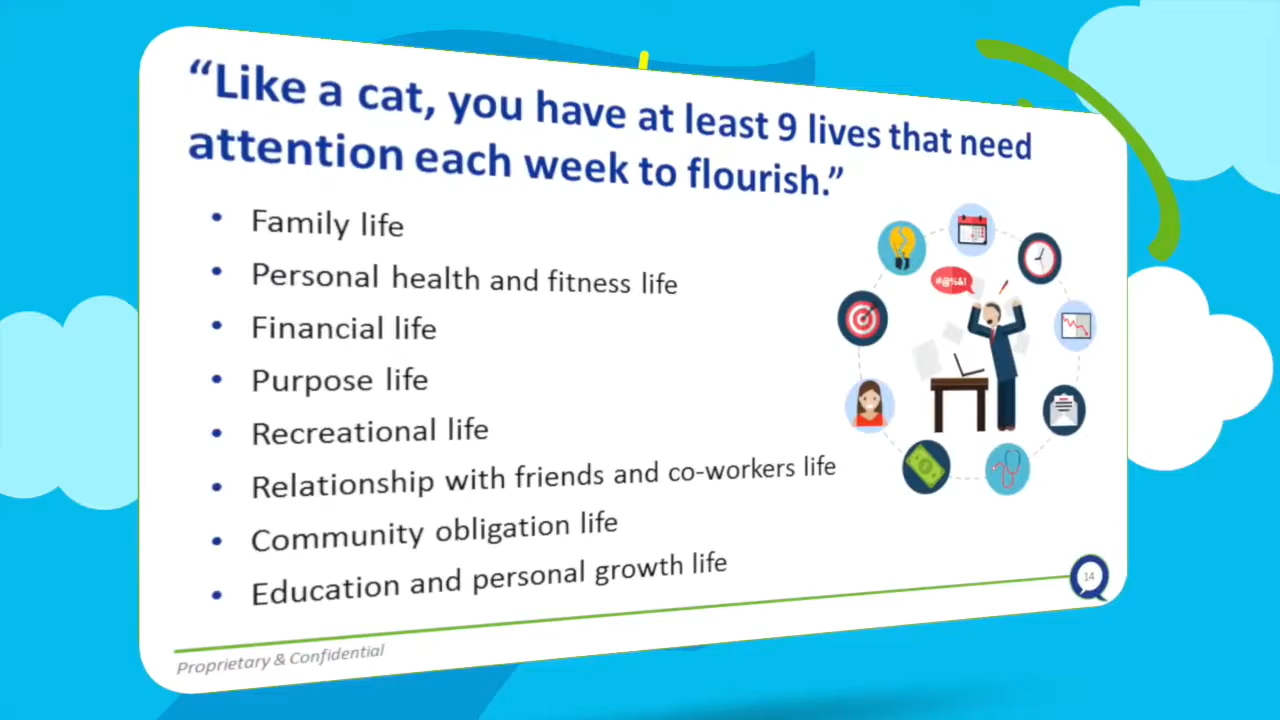 “Like a cat, you have at least 9 lives that need
attention each week to flourish.”
• Family life
• Personal health and fitness life
• Financial life
• Purpose life
• Recreational life
• Relationship with friends and co-workers life
• Community obligation life
• Education and personal growth life
#@%&!
14
Proprietary & Confidential